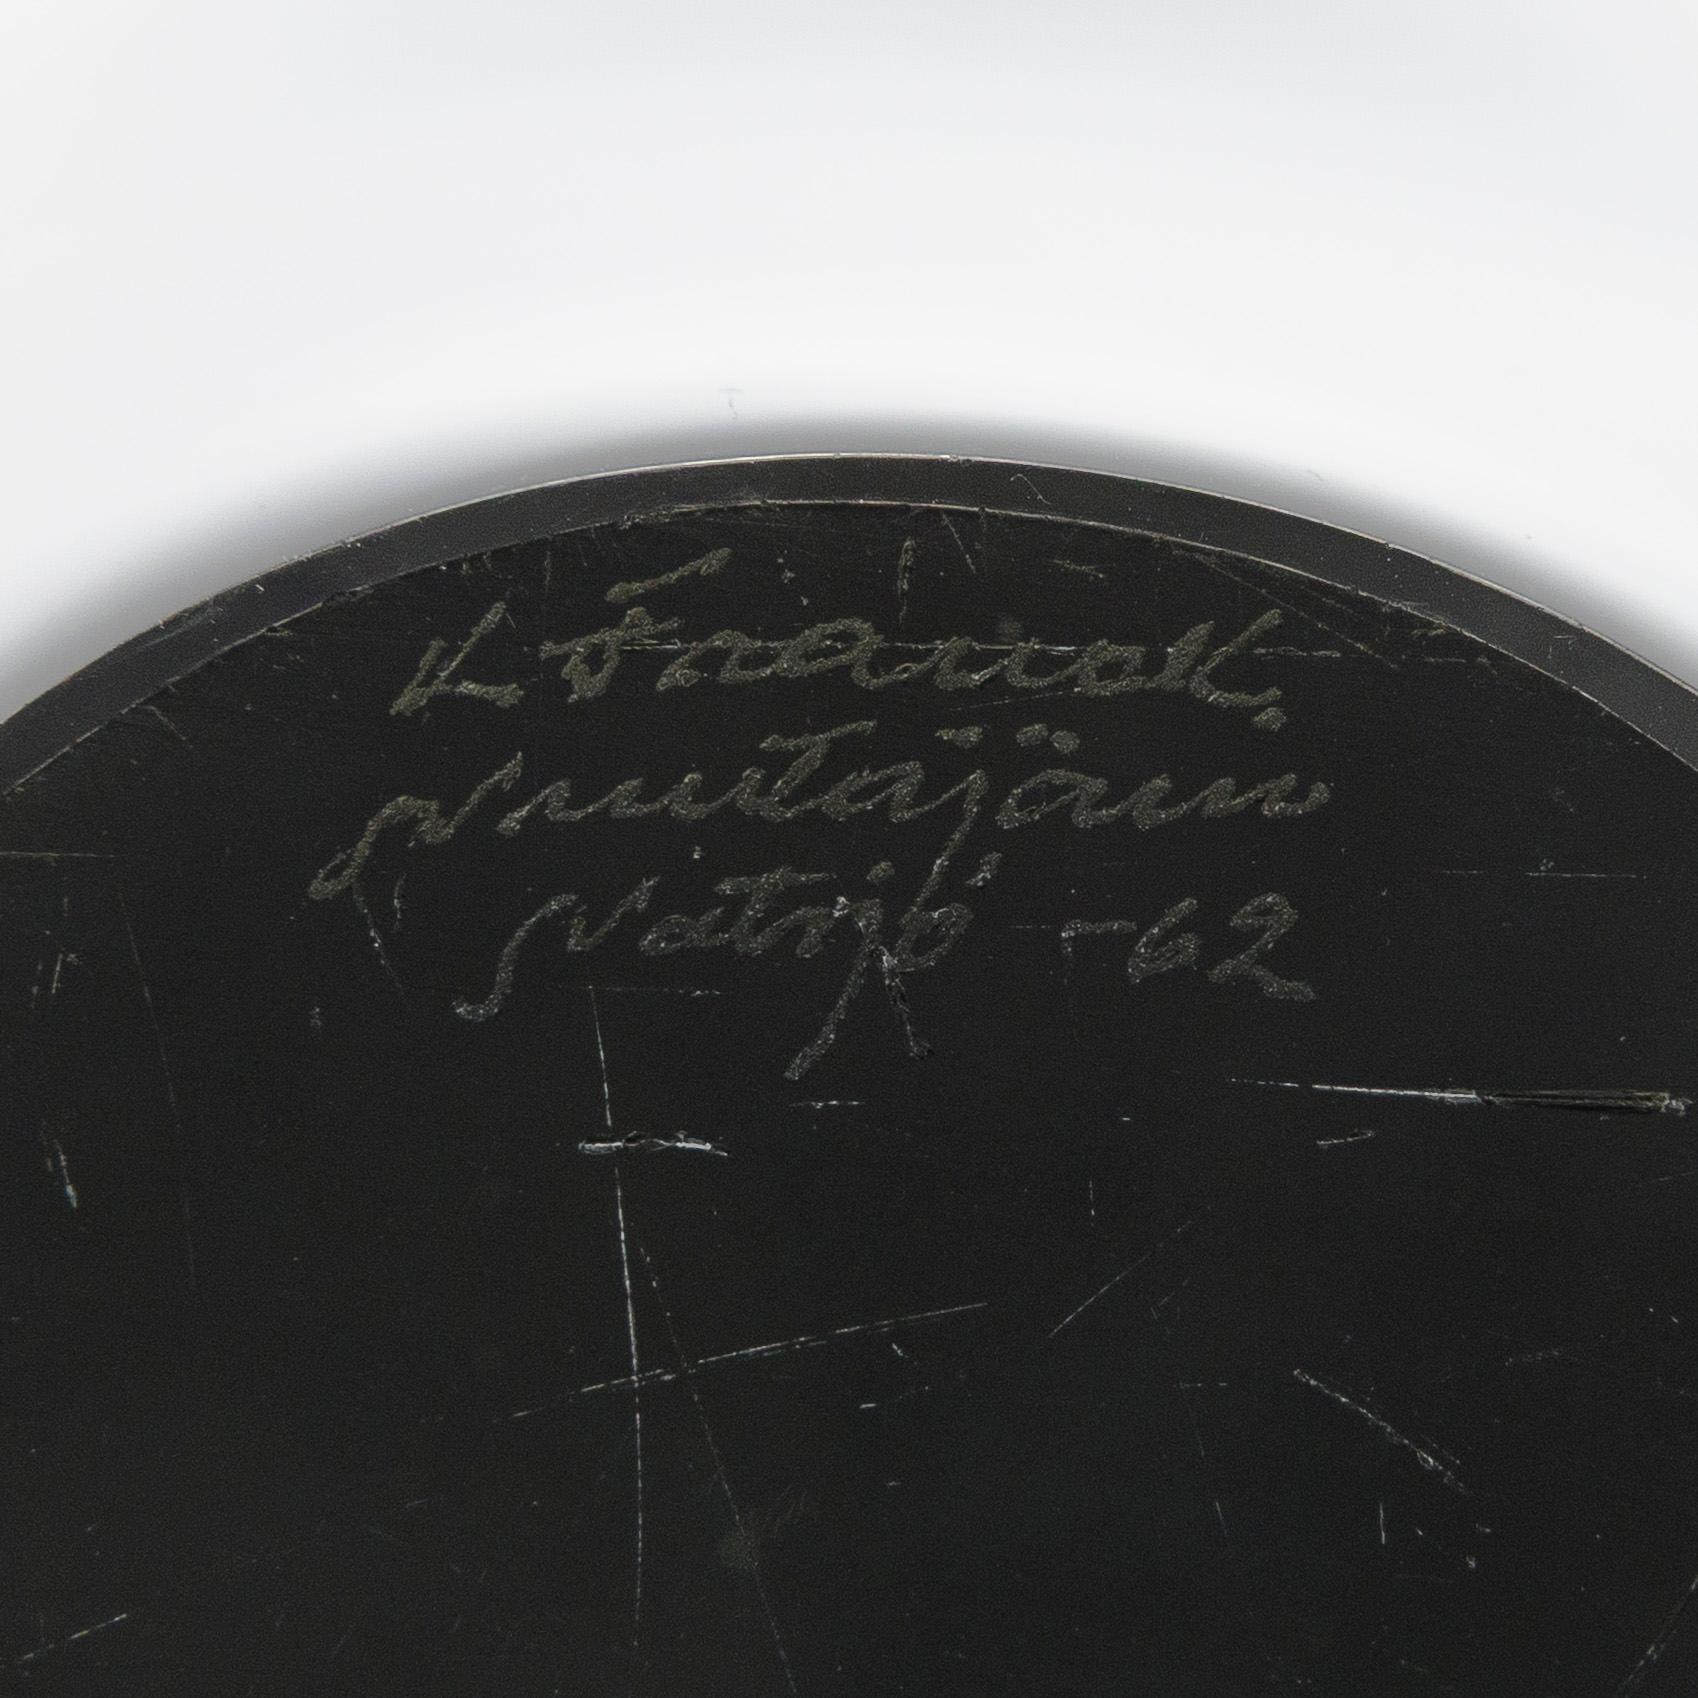 K Franck.
Nuutajärvi
Notsjö -62